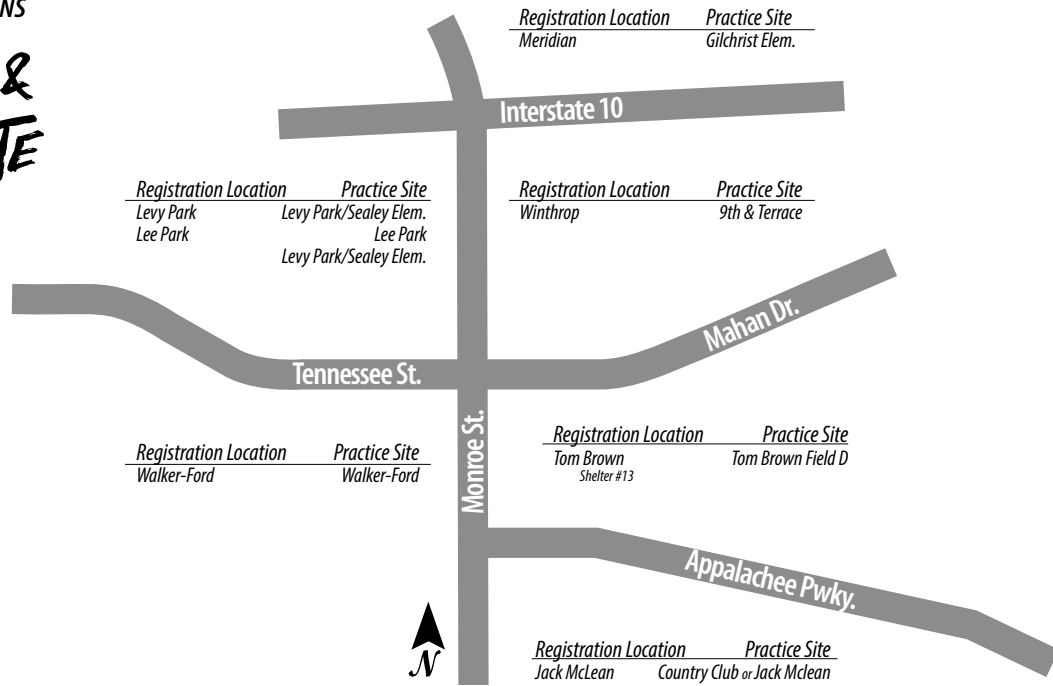 NS
&
TE
Registration Location Practice Site
Meridian Gilchrist Elem.
Interstate 10
Registration Location Practice Site
Levy Park Levy Park/Sealey Elem.
Lee Park Lee Park
Levy Park/Sealey Elem.
Registration Location Practice Site
Winthrop 9th & Terrace
Mahan Dr.
Tennessee St.
Monroe St.
Registration Location Practice Site
Walker-Ford Walker-Ford
Registration Location Practice Site
Tom Brown Tom Brown Field D
Shelter #13
Appalachee Pwky.
N
Registration Location Practice Site
Jack McLean Country Club or Jack Mclean